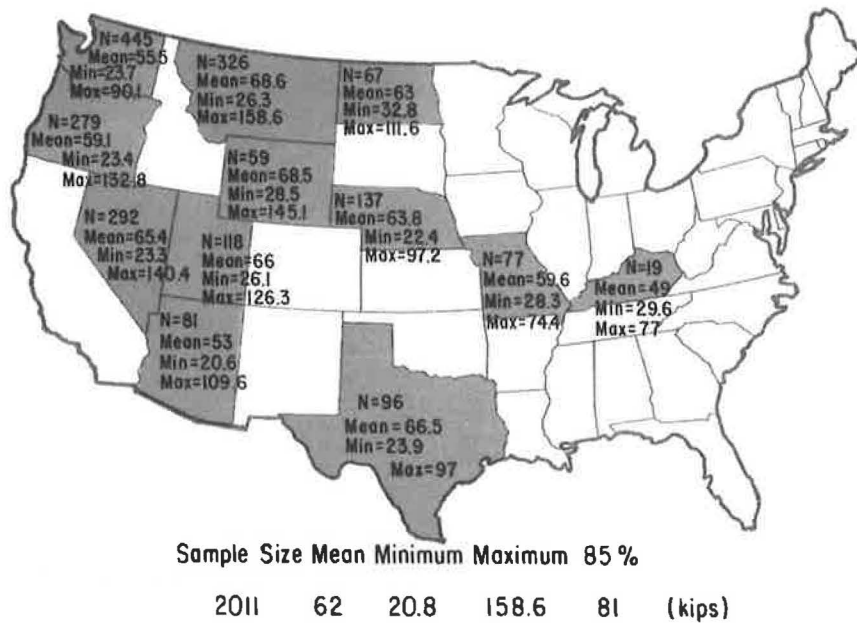 N=445
Mean=55.5
Min=23.7
Max=90.1
N=326
Mean=68.6
Min=26.3
Max=158.6
N=67
Mean=63
Min=32.8
Max=111.6
N=279
Mean=59.1
Min=23.4
Max=132.8
N=59
Mean=68.5
Min=28.5
Max=145.1
N=137
Mean=63.8
Min=22.4
Max=97.2
N=292
Mean=65.4
Min=23.3
Max=140.4
N=118
Mean=66
Min=26.1
Max=126.3
N=77
Mean=59.6
Min=28.3
Max=74.4
N=19
Mean=49
Min=29.6
Max=77
N=81
Mean=53
Min=20.6
Max=109.6
N=96
Mean=66.5
Min=23.9
Max=97
Sample Size Mean Minimum Maximum 85%
2011 62 20.8 158.6 81 (kips)